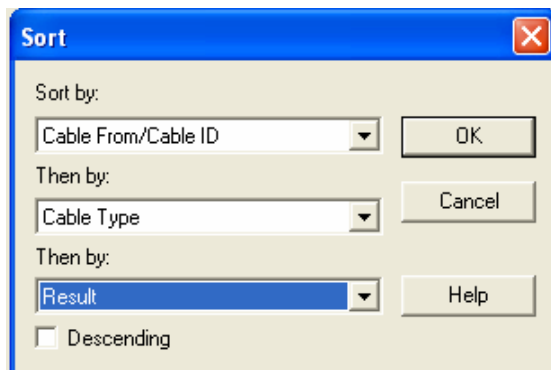 Sort
Sort by:
Cable From/Cable ID
OK
Then by:
Cable Type
Cancel
Then by:
Result
Help
Descending